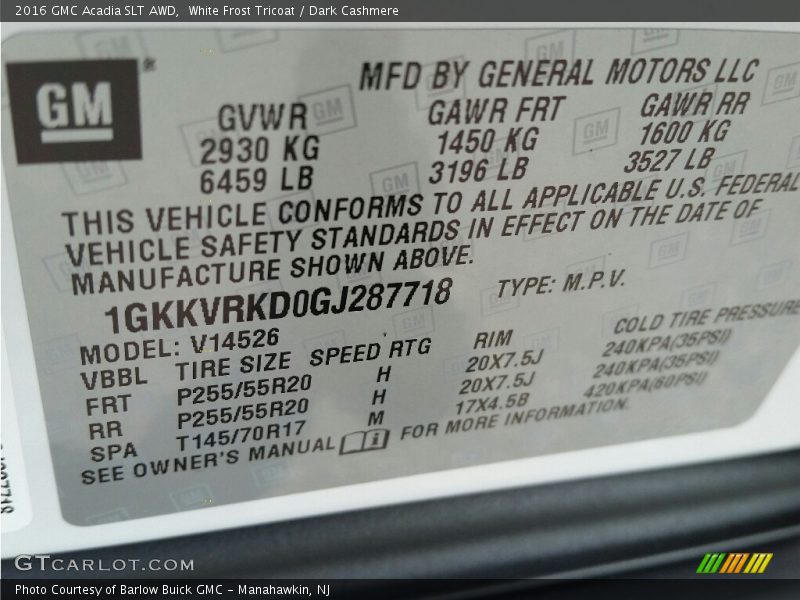 2016 GMC Acadia SLT AWD, White Frost Tricoat / Dark Cashmere
GM ®
MFD BY GENERAL MOTORS LLC
GVWR GAWR FRT GAWR RR
2930 KG 1450 KG 1600 KG
6459 LB 3196 LB 3527 LB
THIS VEHICLE CONFORMS TO ALL APPLICABLE U.S. FEDERAL
VEHICLE SAFETY STANDARDS IN EFFECT ON THE DATE OF
MANUFACTURE SHOWN ABOVE.
1GKKVRKD0GJ287718 TYPE: M.P.V.
MODEL: V14526
VBBL TIRE SIZE SPEED RTG RIM COLD TIRE PRESSURE
FRT P255/55R20 H 20X7.5J 240KPA(35PSI)
RR P255/55R20 H 20X7.5J 240KPA(35PSI)
SPA T145/70R17 M 17X4.5B 420KPA(60PSI)
SEE OWNER'S MANUAL i FOR MORE INFORMATION.
GTCARLOT.COM
Photo Courtesy of Barlow Buick GMC – Manahawkin, NJ